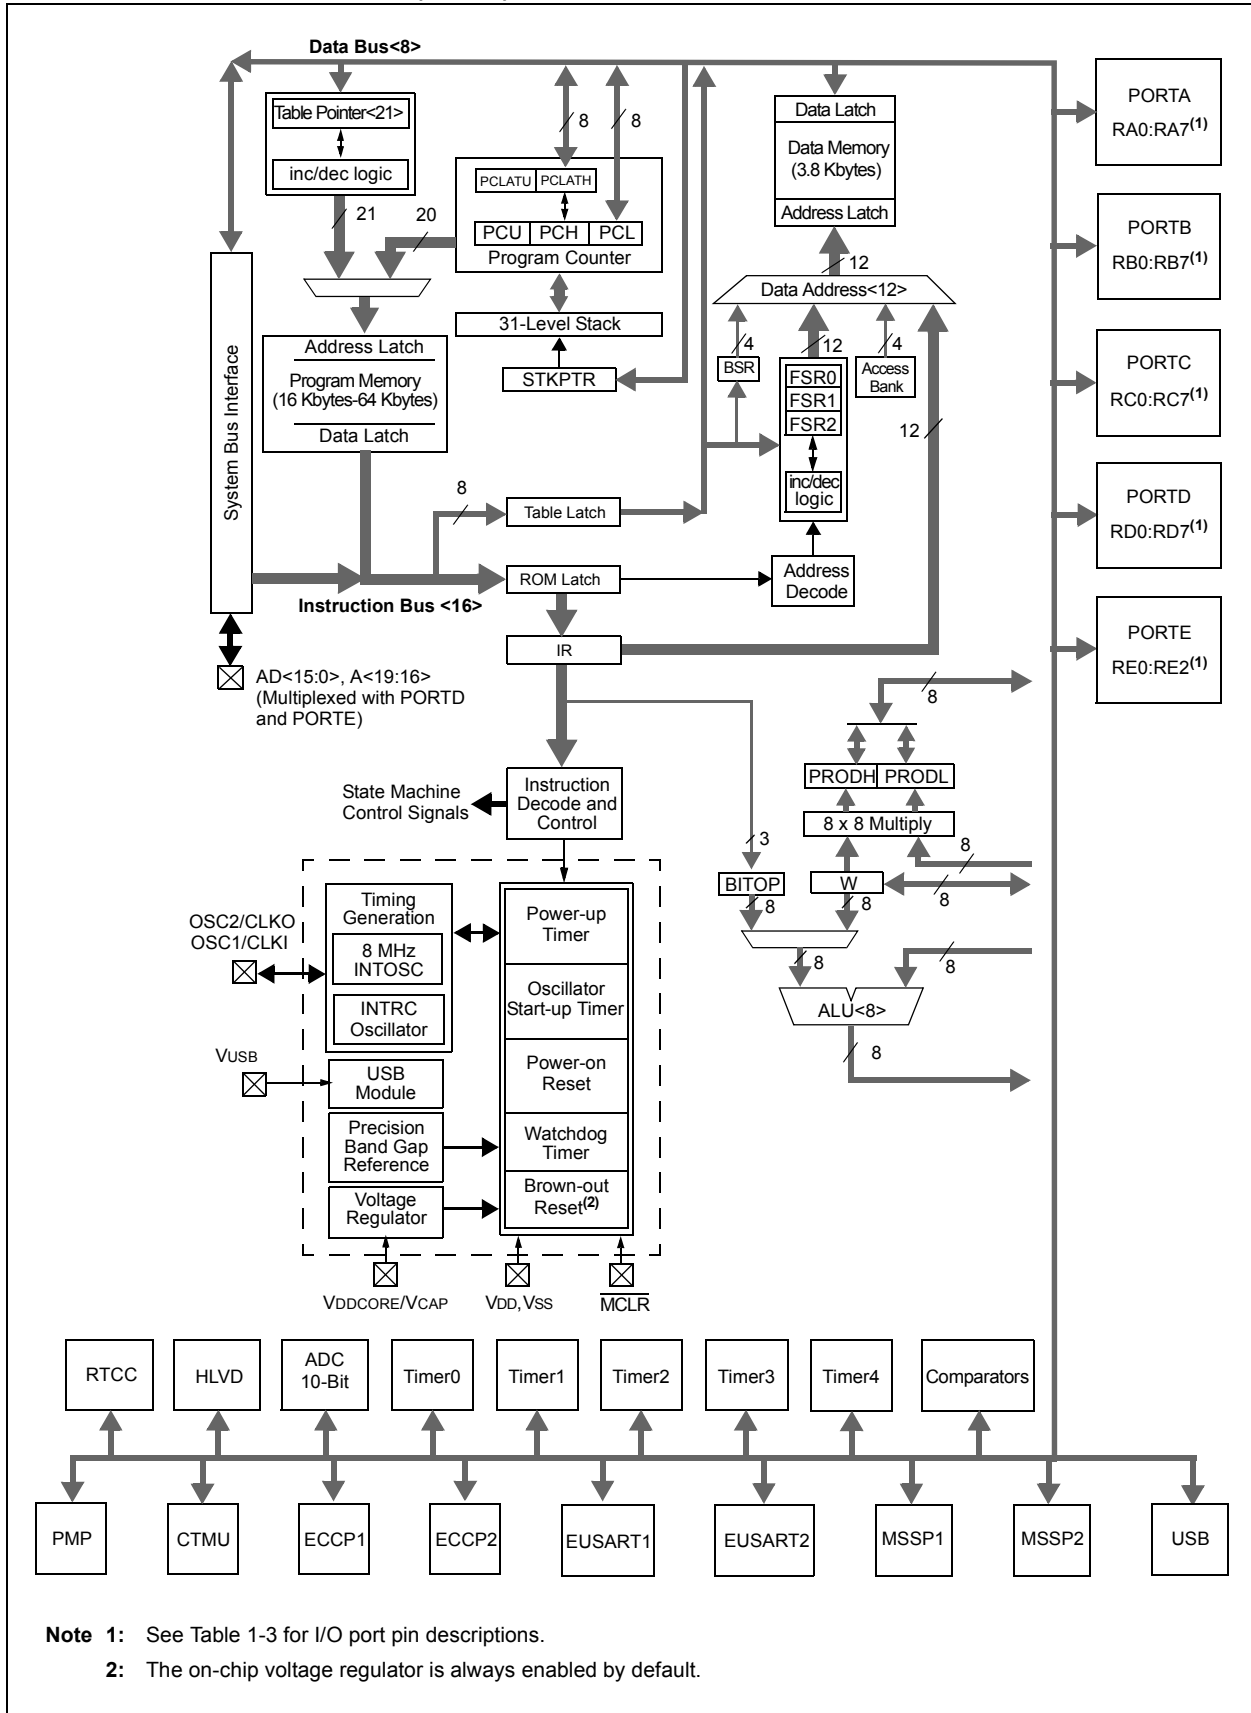 Data Bus<8>
Table Pointer<21>
inc/dec logic
21
20
8
8
PCLATU
PCLATH
PCU
PCH
PCL
Program Counter
31-Level Stack
STKPTR
Data Latch
Data Memory
(3.8 Kbytes)
Address Latch
12
Data Address<12>
4
12
4
BSR
FSR0
FSR1
FSR2
inc/dec
logic
Access
Bank
12
PORTA
RA0:RA7(1)
PORTB
RB0:RB7(1)
PORTC
RC0:RC7(1)
PORTD
RD0:RD7(1)
PORTE
RE0:RE2(1)
System Bus Interface
Address Latch
Program Memory
(16 Kbytes-64 Kbytes)
Data Latch
8
Table Latch
ROM Latch
Instruction Bus <16>
IR
Address
Decode
AD<15:0>, A<19:16>
(Multiplexed with PORTD
and PORTE)
8
PRODH
PRODL
8 x 8 Multiply
State Machine
Control Signals
Instruction
Decode and
Control
3
8
BITOP
W
8
8
8
8
8
ALU<8>
8
OSC2/CLKO
OSC1/CLKI
Timing
Generation
8 MHz
INTOSC
INTRC
Oscillator
Power-up
Timer
Oscillator
Start-up Timer
Power-on
Reset
Watchdog
Timer
Brown-out
Reset(2)
VUSB
USB
Module
Precision
Band Gap
Reference
Voltage
Regulator
VDDCORE/VCAP
VDD,VSS
MCLR
RTCC
HLVD
ADC
10-Bit
Timer0
Timer1
Timer2
Timer3
Timer4
Comparators
PMP
CTMU
ECCP1
ECCP2
EUSART1
EUSART2
MSSP1
MSSP2
USB
Note 1: See Table 1-3 for I/O port pin descriptions.
2: The on-chip voltage regulator is always enabled by default.